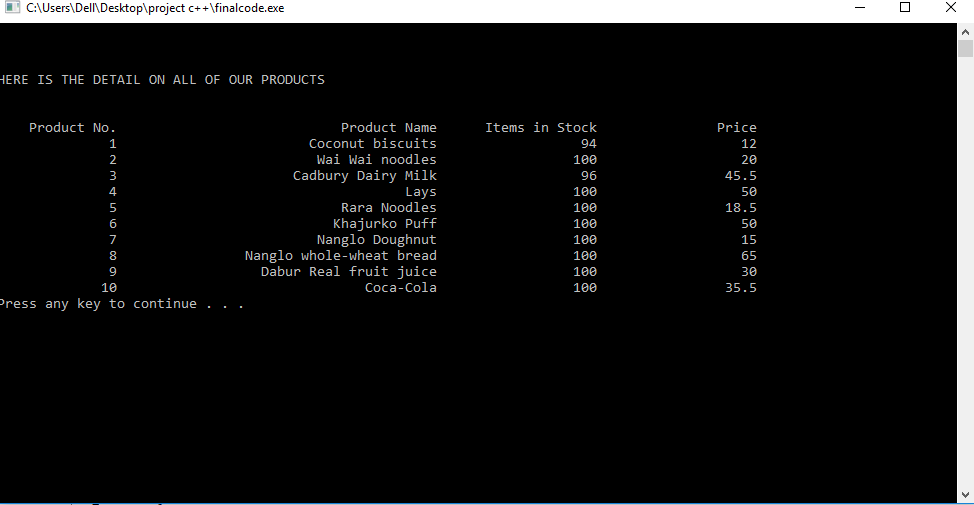 C:\Users\Dell\Desktop\project c++\finalcode.exe
HERE IS THE DETAIL ON ALL OF OUR PRODUCTS
Product No. Product Name Items in Stock Price
1 Coconut biscuits 94 12
2 Wai Wai noodles 100 20
3 Cadbury Dairy Milk 96 45.5
4 Lays 100 50
5 Rara Noodles 100 18.5
6 Khajurko Puff 100 50
7 Nanglo Doughnut 100 15
8 Nanglo whole-wheat bread 100 65
9 Dabur Real fruit juice 100 30
10 Coca-Cola 100 35.5
Press any key to continue . . .